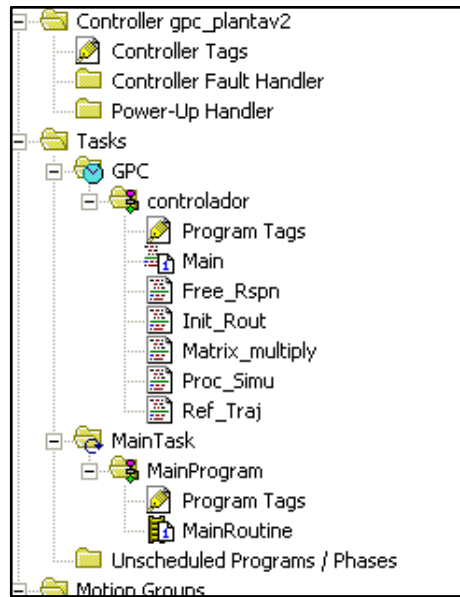 Controller gpc_plantav2
Controller Tags
Controller Fault Handler
Power-Up Handler
Tasks
GPC
controlador
Program Tags
Main
Free_Rspn
Init_Rout
Matrix_multiply
Proc_Simu
Ref_Traj
MainTask
MainProgram
Program Tags
MainRoutine
Unscheduled Programs / Phases
Motion Groups